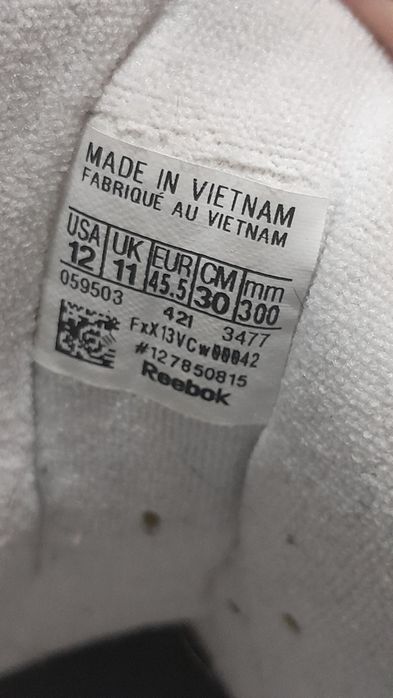 MADE IN VIETNAM
FABRIQUÉ AU VIETNAM
USA UK EUR CM mm
12 11 45.5 30 300
059503 421 3477
FxX13VCw00042
#127850815
Reebok